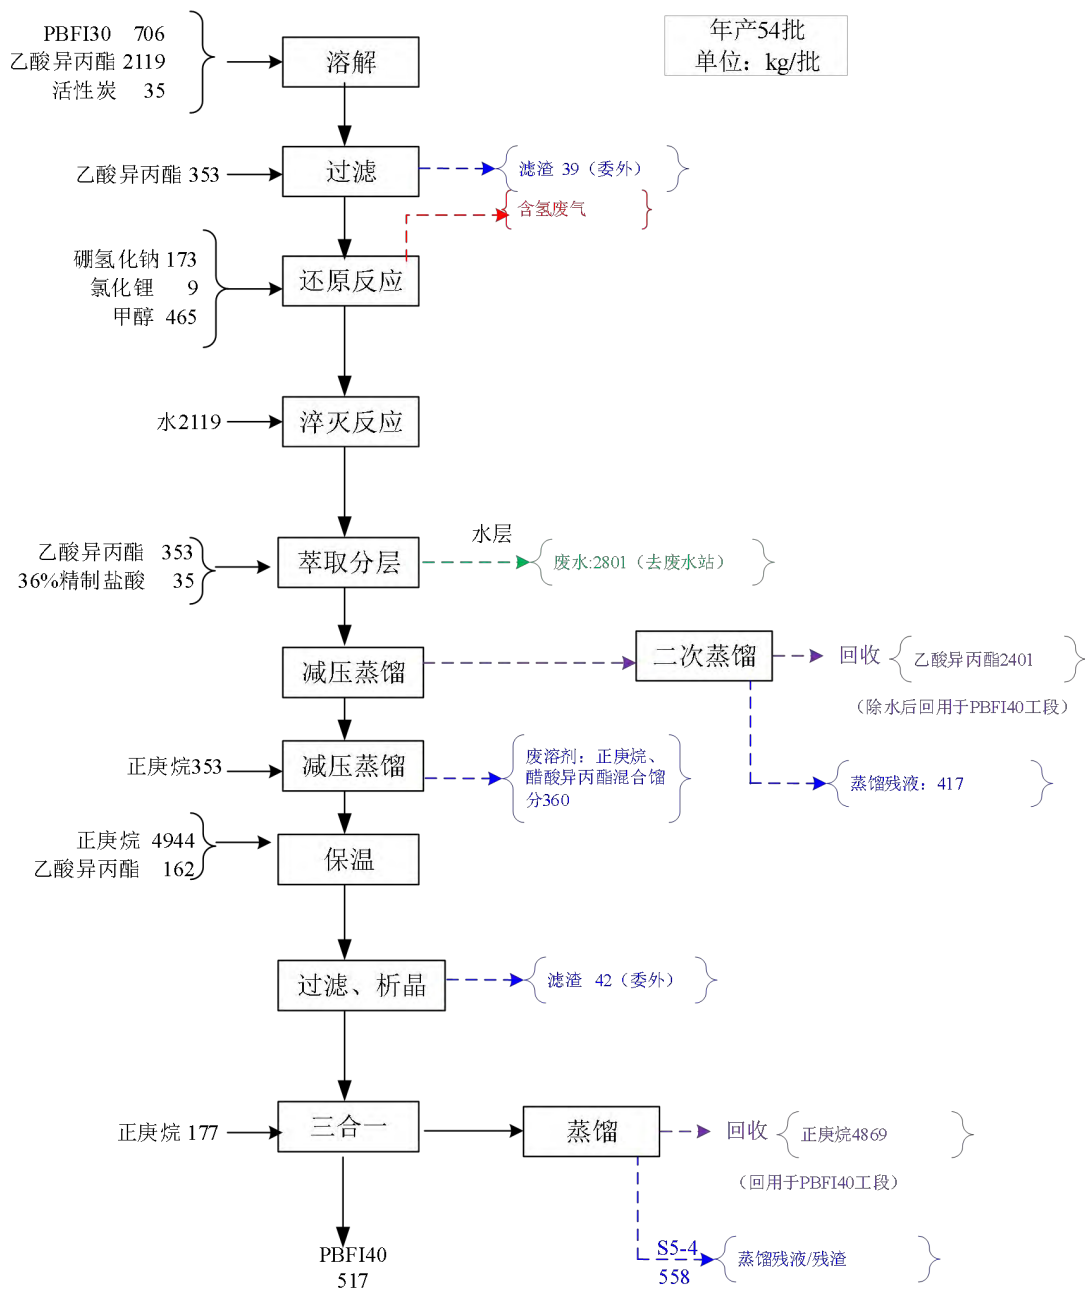 PBFI30 706
乙酸异丙酯 2119
活性炭 35
溶解
年产54批
单位：kg/批
乙酸异丙酯 353
过滤
滤渣 39（委外）
含氢废气
硼氢化钠 173
氯化锂 9
甲醇 465
还原反应
水2119
淬灭反应
水层
乙酸异丙酯 353
36%精制盐酸 35
萃取分层
废水:2801（去废水站）
减压蒸馏
二次蒸馏
回收
乙酸异丙酯2401
（除水后回用于PBFI40工段）
正庚烷353
减压蒸馏
废溶剂：正庚烷、
醋酸异丙酯混合馏
分360
蒸馏残液：417
正庚烷 4944
乙酸异丙酯 162
保温
过滤、析晶
滤渣 42（委外）
正庚烷 177
三合一
蒸馏
回收
正庚烷4869
（回用于PBFI40工段）
PBFI40
517
S5-4
558
蒸馏残液/残渣